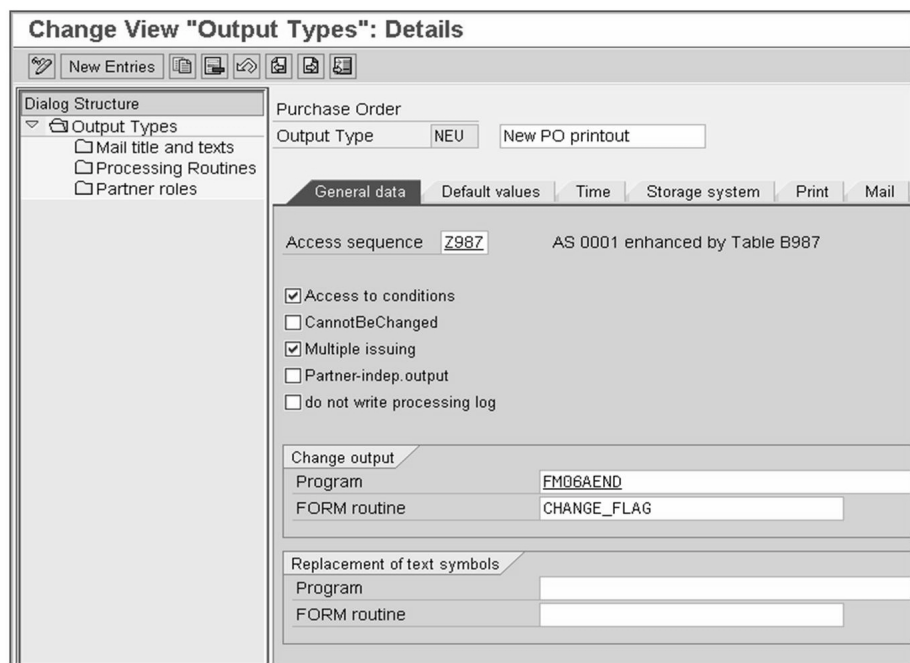 Change View "Output Types": Details
New Entries
Dialog Structure
Output Types
Mail title and texts
Processing Routines
Partner roles
Purchase Order
Output Type NEU New PO printout
General data Default values Time Storage system Print Mail
Access sequence Z987 AS 0001 enhanced by Table B987
Access to conditions
CannotBeChanged
Multiple issuing
Partner-indep.output
do not write processing log
Change output
Program FM06AEND
FORM routine CHANGE_FLAG
Replacement of text symbols
Program
FORM routine